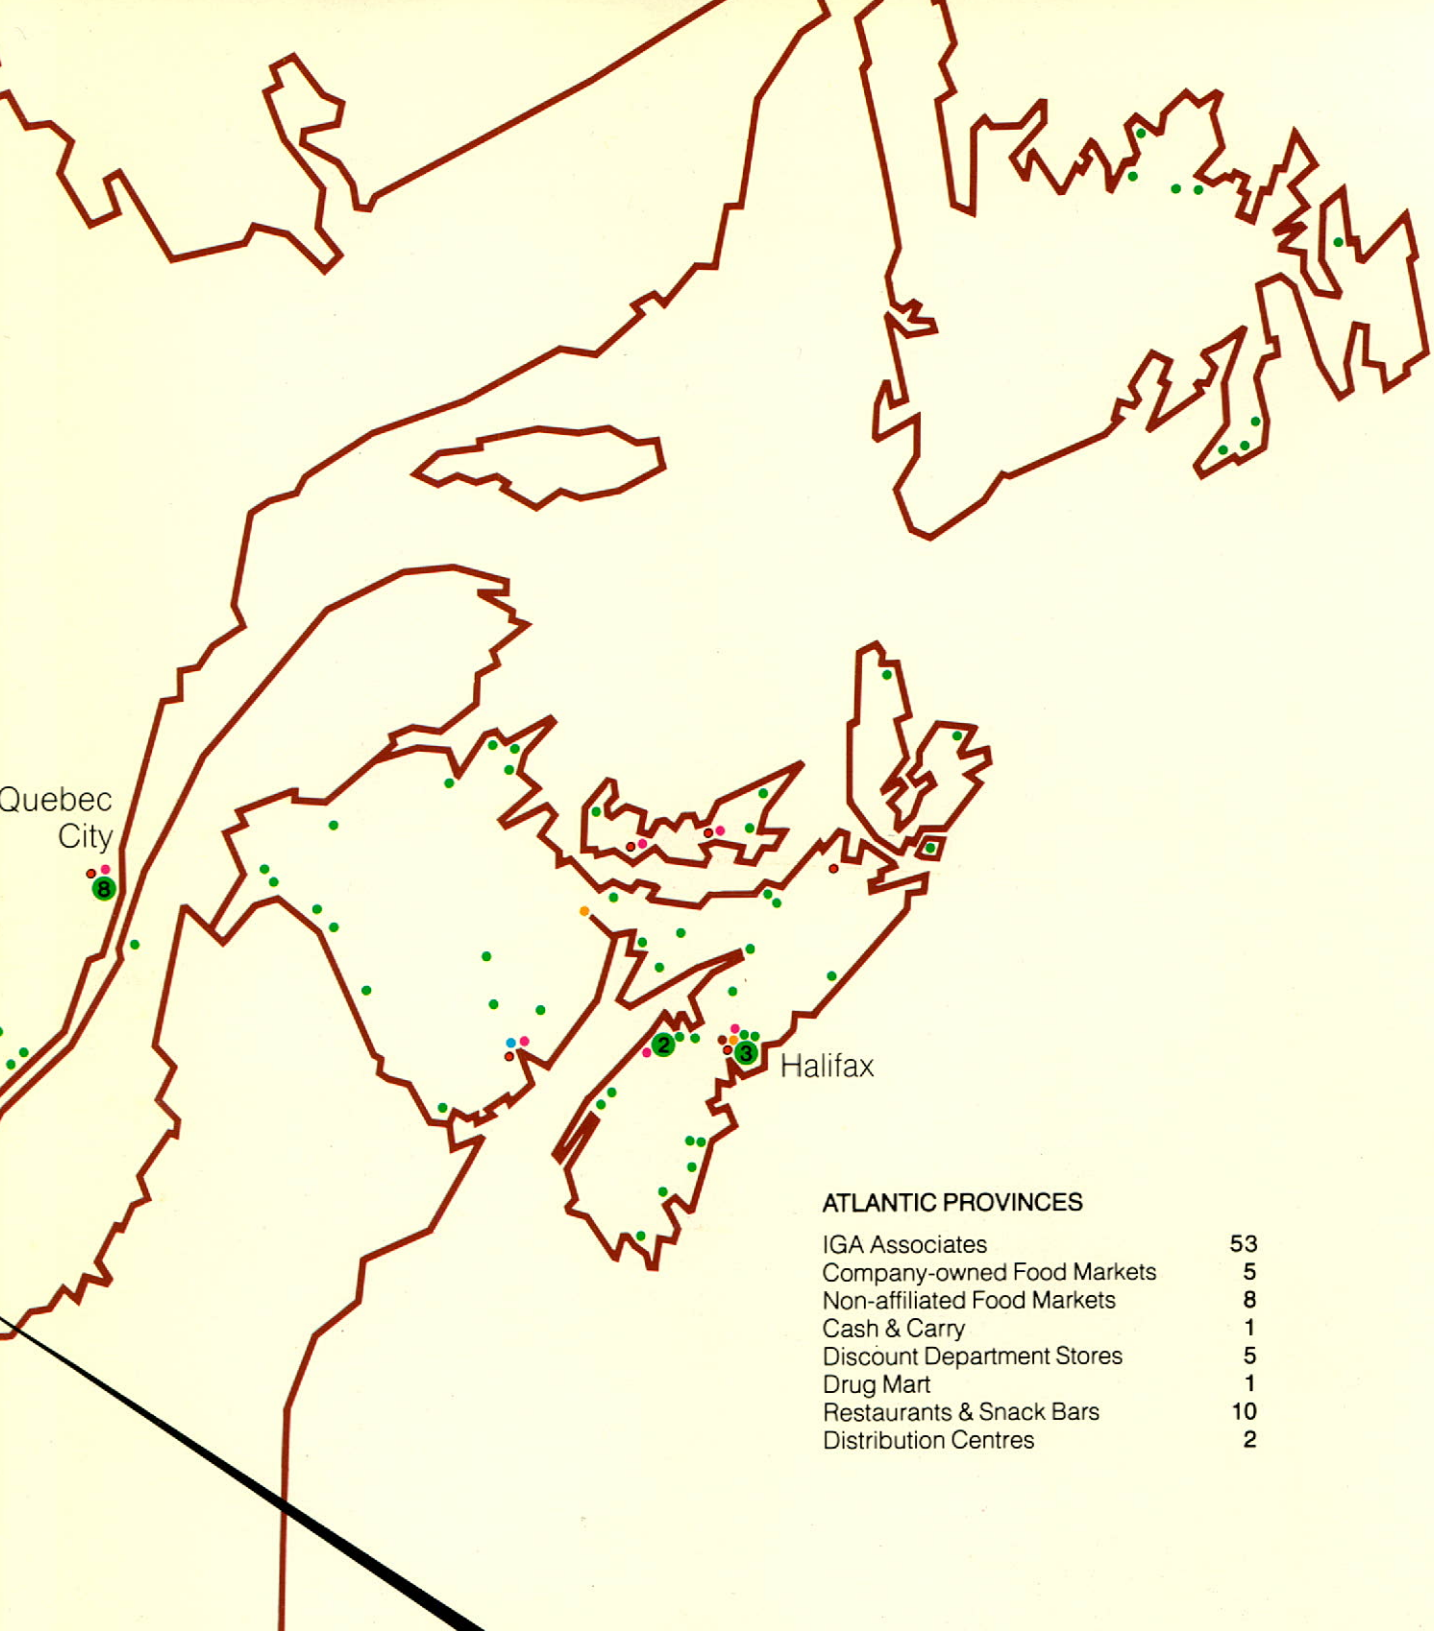 Quebec
City
8
2
3
Halifax
ATLANTIC PROVINCES
IGA Associates 53
Company-owned Food Markets 5
Non-affiliated Food Markets 8
Cash & Carry 1
Discount Department Stores 5
Drug Mart 1
Restaurants & Snack Bars 10
Distribution Centres 2